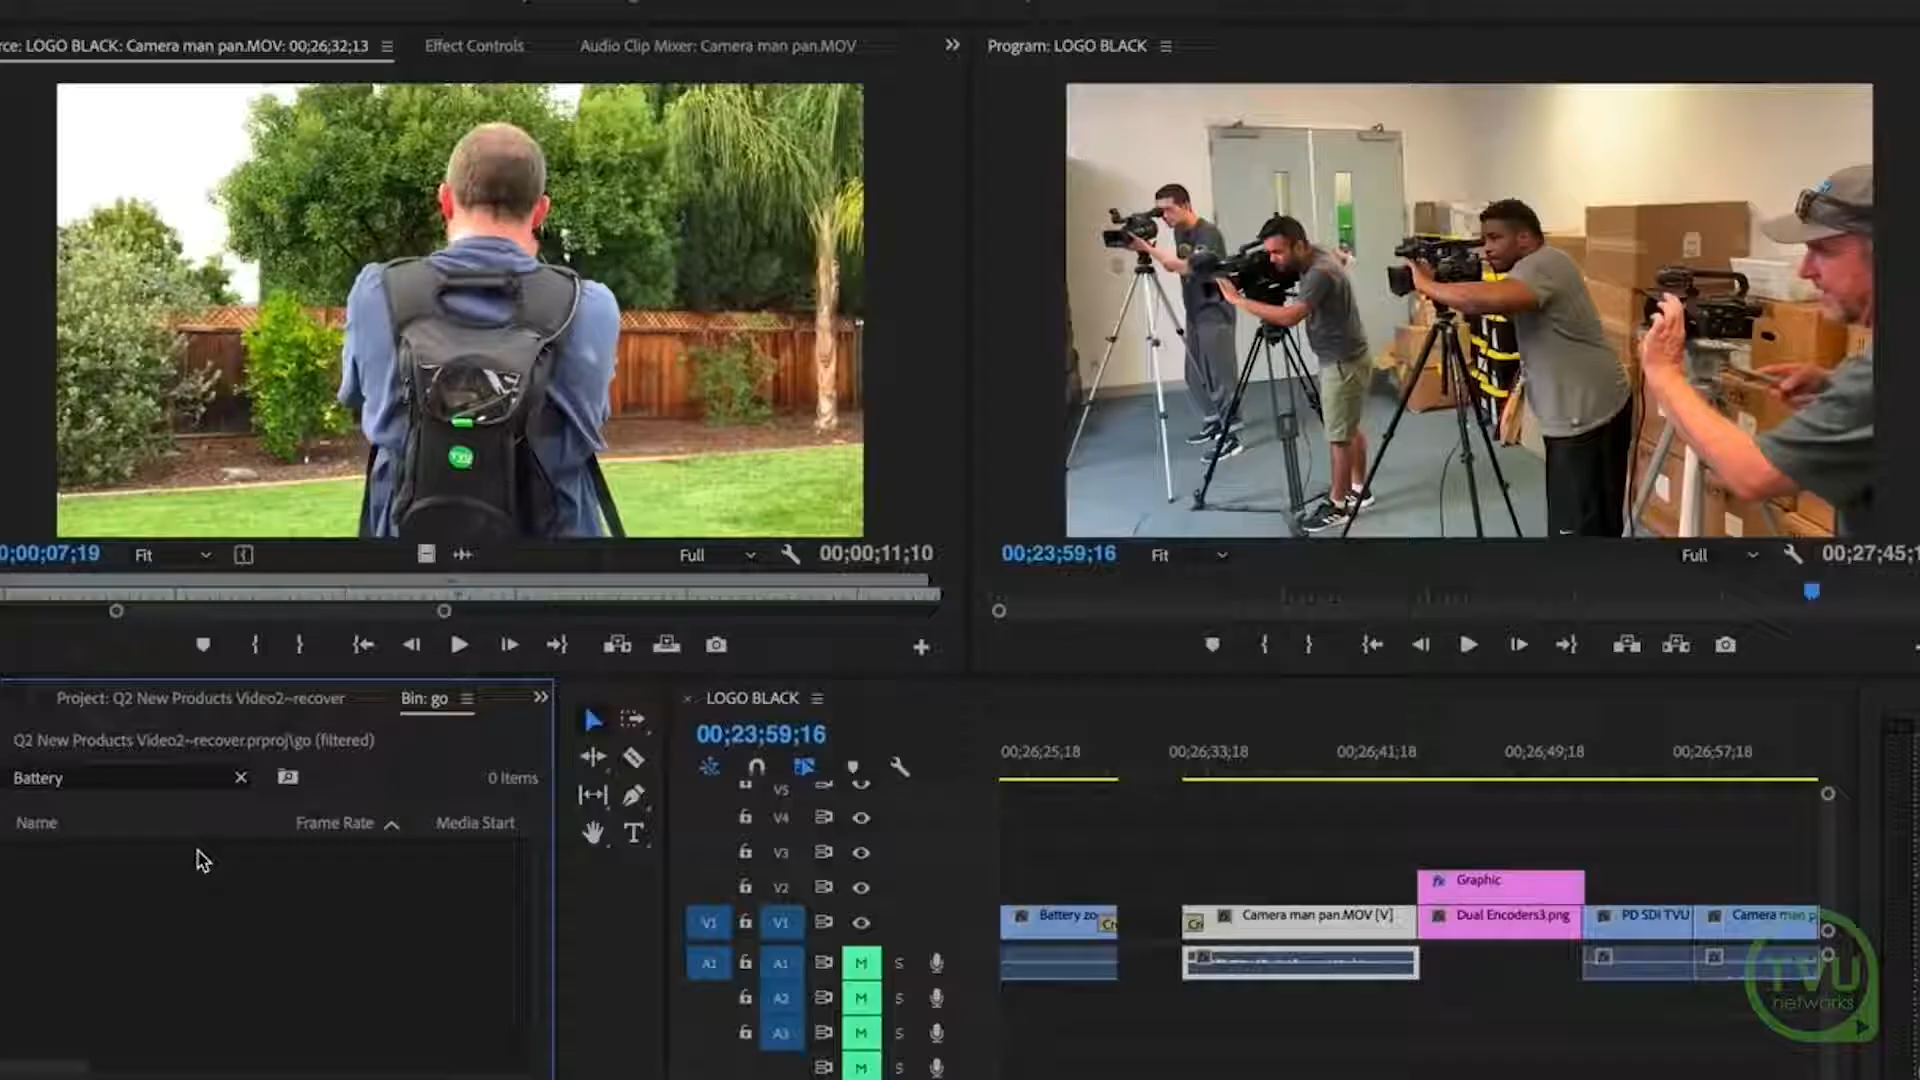 rce: LOGO BLACK: Camera man pan.MOV: 00;26;32;13
Effect Controls
Audio Clip Mixer: Camera man pan.MOV
Program: LOGO BLACK
TVU
0;00;07;19
Fit
Full
00;00;11;10
00;23;59;16
Fit
Full
00;27;45;1
Project: Q2 New Products Video2~recover
Bin: go
Q2 New Products Video2~recover.prproj\go (filtered)
Battery
0 Items
Name
Frame Rate
Media Start
LOGO BLACK
00;23;59;16
00;26;25;18
00;26;33;18
00;26;41;18
00;26;49;18
00;26;57;18
V5
V4
V3
V2
V1
V1
A1
A1
M
S
A2
M
S
A3
M
S
M
S
Graphic
Battery zo
Cr
Cr
Camera man pan.MOV [V]
Dual Encoders3.png
PD SDI TVU
Camera man p
TVU
networks